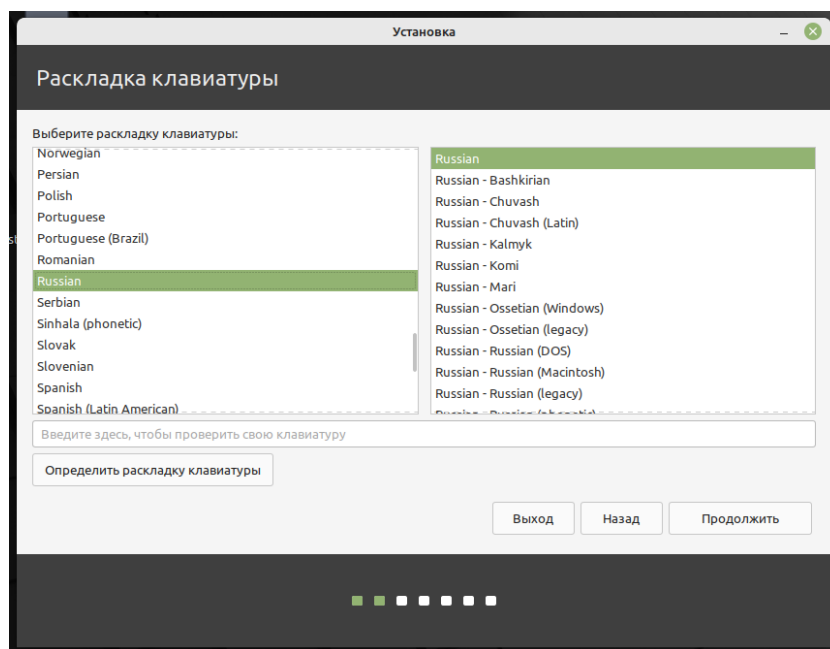 Установка
Раскладка клавиатуры
Выберите раскладку клавиатуры:
Norwegian
Persian
Polish
Portuguese
Portuguese (Brazil)
Romanian
Russian
Serbian
Sinhala (phonetic)
Slovak
Slovenian
Spanish
Spanish (Latin American)
Russian
Russian - Bashkirian
Russian - Chuvash
Russian - Chuvash (Latin)
Russian - Kalmyk
Russian - Komi
Russian - Mari
Russian - Ossetian (Windows)
Russian - Ossetian (legacy)
Russian - Russian (DOS)
Russian - Russian (Macintosh)
Russian - Russian (legacy)
Russian - Russian (phonetic)
Введите здесь, чтобы проверить свою клавиатуру
Определить раскладку клавиатуры
Выход
Назад
Продолжить